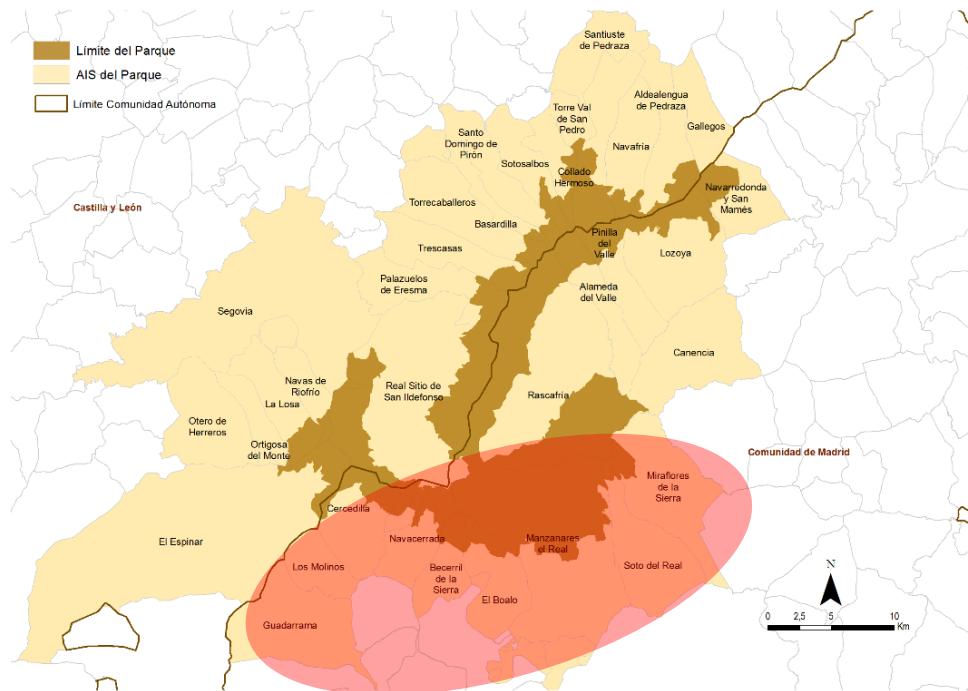 Límite del Parque
AIS del Parque
Límite Comunidad Autónoma
Castilla y León
Santiuste
de Pedraza
Torre Val
de San
Pedro
Aldealengua
de Pedraza
Gallegos
Santo
Domingo de
Pirón
Sotosalbos
Navafría
Collado
Hermoso
Navarredonda
y San
Mamés
Torrecaballeros
Basardilla
Trescasas
Pinilla
del
Valle
Lozoya
Palazuelos
de Eresma
Alameda
del Valle
Segovia
Canencia
Navas de
Riofrío
La Losa
Real Sitio de
San Ildefonso
Rascafría
Otero de
Herreros
Ortigosa
del Monte
Comunidad de Madrid
Miraflores
de la
Sierra
Cercedilla
El Espinar
Navacerrada
Manzanares
el Real
Los Molinos
Becerril
de la
Sierra
Soto del Real
El Boalo
Guadarrama
N
0 2,5 5 10
Km